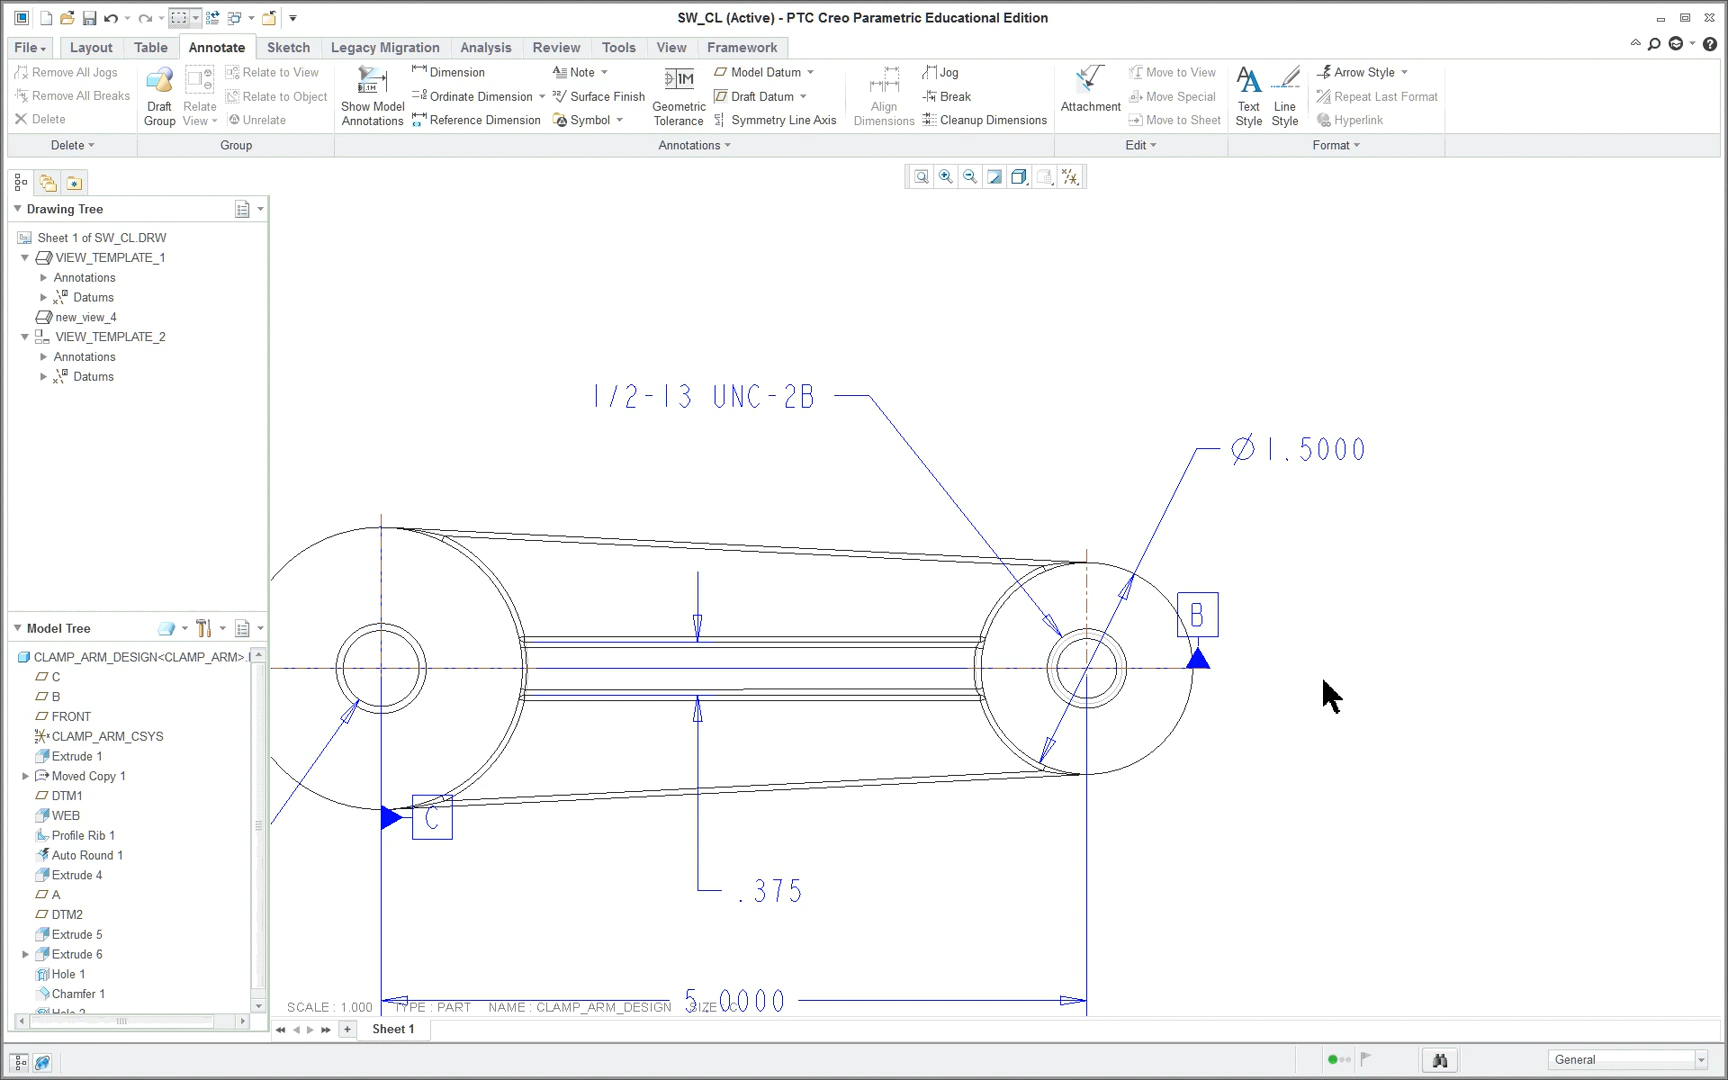 SW_CL (Active) - PTC Creo Parametric Educational Edition
File Layout Table Annotate Sketch Legacy Migration Analysis Review Tools View Framework
Remove All Jogs
Remove All Breaks
Delete
Delete
Draft Group
Relate View
Relate to View
Relate to Object
Unrelate
Group
Show Model Annotations
Dimension
Ordinate Dimension
Reference Dimension
Note
Surface Finish
Symbol
Geometric Tolerance
Model Datum
Draft Datum
Symmetry Line Axis
Align Dimensions
Jog
Break
Cleanup Dimensions
Annotations
Attachment
Move to View
Move Special
Move to Sheet
Edit
Text Style
Line Style
Arrow Style
Repeat Last Format
Hyperlink
Format
Drawing Tree
Sheet 1 of SW_CL.DRW
VIEW_TEMPLATE_1
Annotations
Datums
new_view_4
VIEW_TEMPLATE_2
Annotations
Datums
Model Tree
CLAMP_ARM_DESIGN<CLAMP_ARM>.
C
B
FRONT
CLAMP_ARM_CSYS
Extrude 1
Moved Copy 1
DTM1
WEB
Profile Rib 1
Auto Round 1
Extrude 4
A
DTM2
Extrude 5
Extrude 6
Hole 1
Chamfer 1
1/2-13 UNC-2B
Ø1.5000
B
C
.375
5.0000
SCALE : 1.000 TYPE : PART NAME : CLAMP_ARM_DESIGN SIZE : C
Sheet 1
General